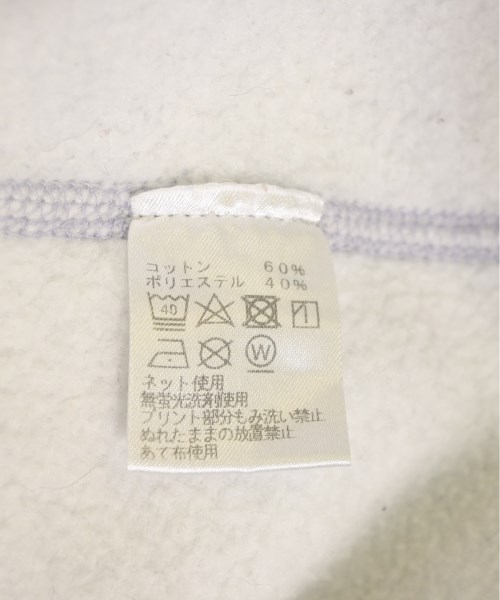 コットン 60%
ポリエステル 40%
40
W
ネット使用
無蛍光洗剤使用
プリント部分もみ洗い禁止
ぬれたままの放置禁止
あて布使用